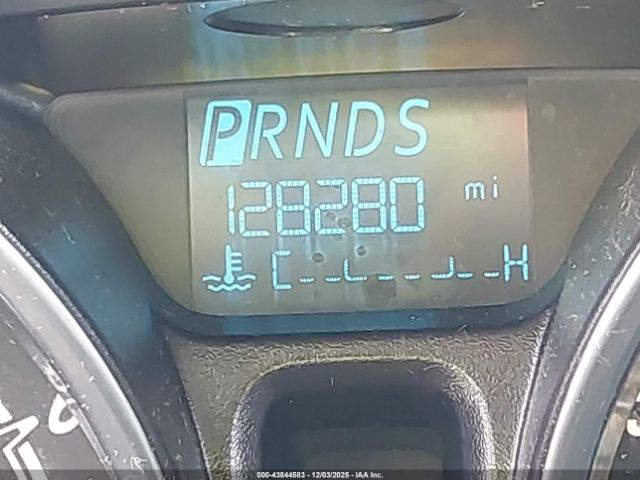 PRNDS
128280 mi
C H
000-43844583 - 12/03/2025 - IAA Inc.